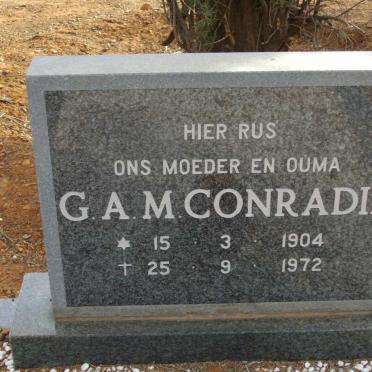 HIER RUS
ONS MOEDER EN OUMA
G.A.M. CONRADI
15 3 1904
25 9 1972